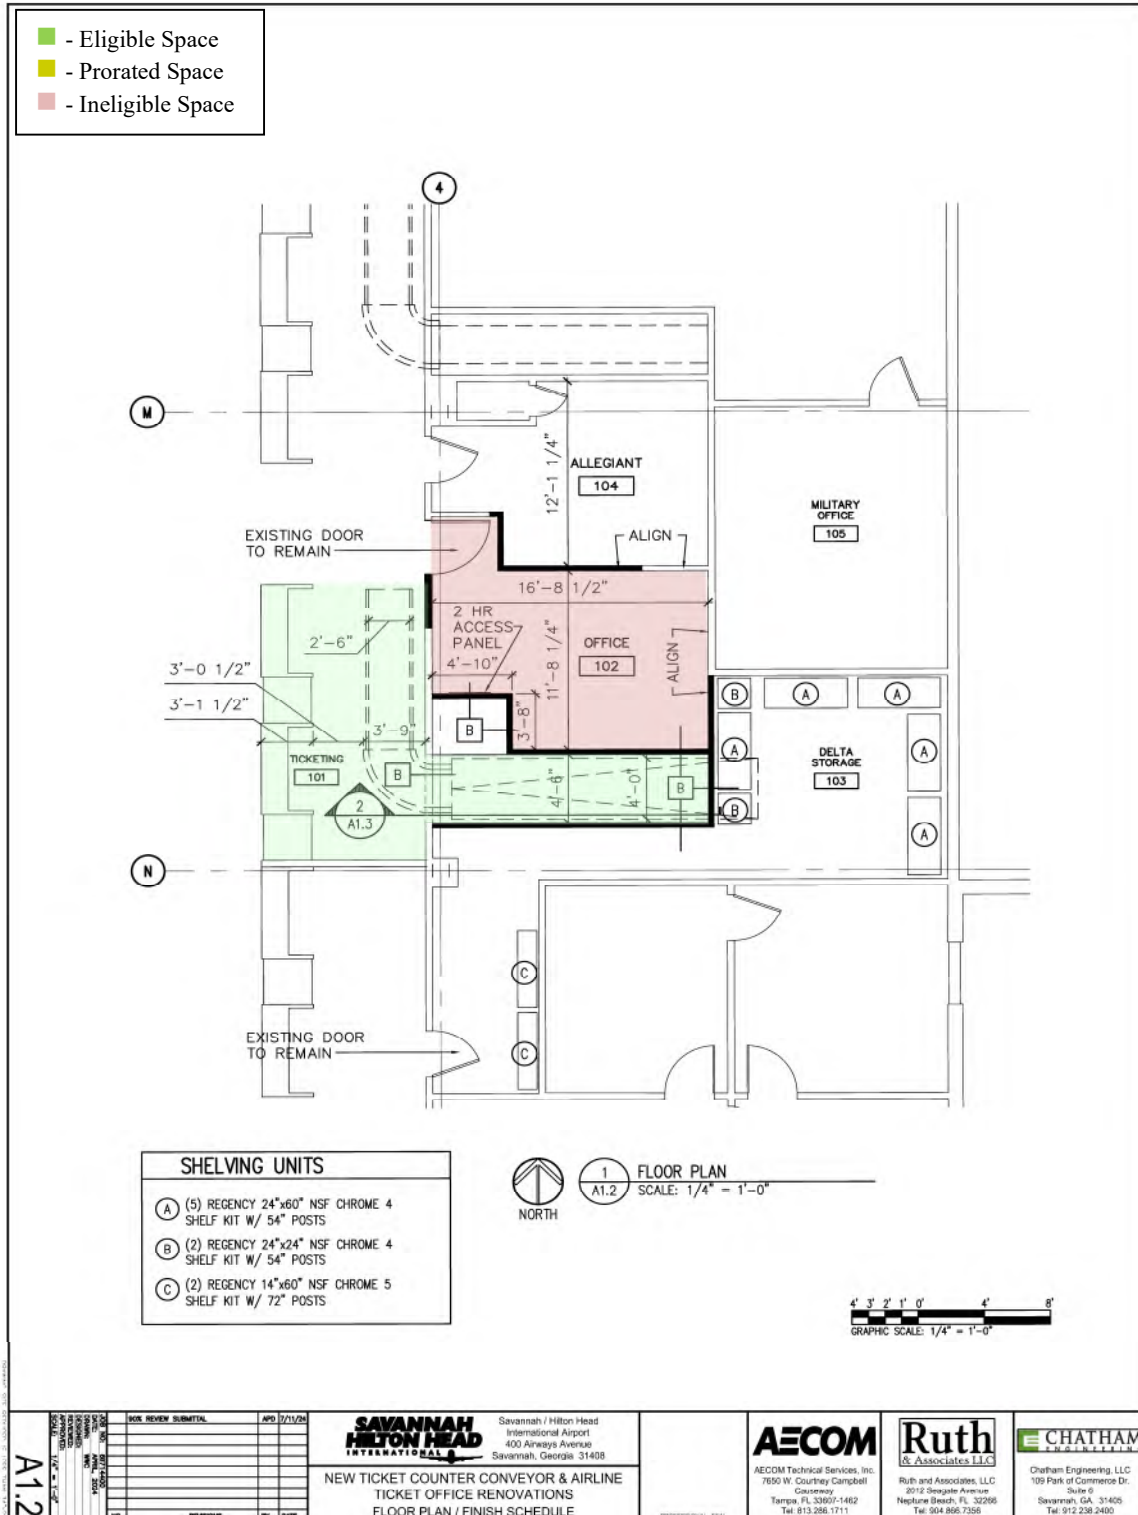 - Eligible Space
- Prorated Space
- Ineligible Space
4
M
12'-1 1/4"
ALLEGIANT
104
MILITARY
OFFICE
105
EXISTING DOOR
TO REMAIN
ALIGN
16'-8 1/2"
2 HR
ACCESS
PANEL
4'-10"
11'-8 1/4"
OFFICE
102
ALIGN
2'-6"
3'-0 1/2"
3'-1 1/2"
3'-9"
3'-8"
B
B
A
A
TICKETING
101
B
4'-6"
4'-0"
B
A
B
DELTA
STORAGE
103
A
A
2
A1.3
N
C
C
EXISTING DOOR
TO REMAIN
SHELVING UNITS
A (5) REGENCY 24"x60" NSF CHROME 4
SHELF KIT W/ 54" POSTS
B (2) REGENCY 24"x24" NSF CHROME 4
SHELF KIT W/ 54" POSTS
C (2) REGENCY 14"x60" NSF CHROME 5
SHELF KIT W/ 72" POSTS
NORTH
1
A1.2
FLOOR PLAN
SCALE: 1/4" = 1'-0"
4' 3' 2' 1' 0' 4' 8'
GRAPHIC SCALE: 1/4" = 1'-0"
A1.2
90% REVIEW SUBMITTAL APD 7/11/24
SAVANNAH
HILTON HEAD
INTERNATIONAL
Savannah / Hilton Head
International Airport
400 Airways Avenue
Savannah, Georgia 31408
NEW TICKET COUNTER CONVEYOR & AIRLINE
TICKET OFFICE RENOVATIONS
FLOOR PLAN / FINISH SCHEDULE
AECOM
AECOM Technical Services, Inc.
7650 W. Courtney Campbell
Causeway
Tampa, FL 33607-1462
Tel: 813.286.1711
Ruth
& Associates LLC
Ruth and Associates, LLC
2012 Seagate Avenue
Neptune Beach, FL 32266
Tel: 904.866.7356
CHATHAM
ENGINEERING
Chatham Engineering, LLC
109 Park of Commerce Dr.
Suite 6
Savannah, GA 31405
Tel: 912.238.2400